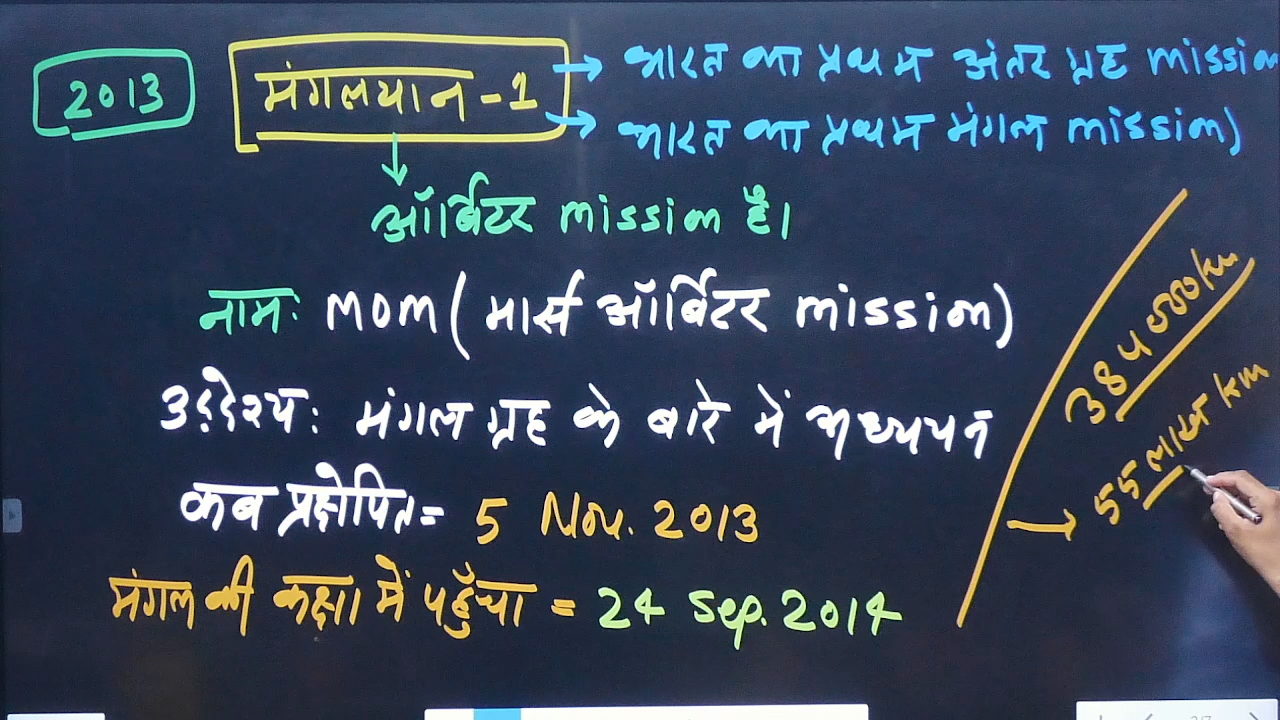 2013
मंगलयान-1
→ भारत का प्रथम अंतर ग्रह mission
→ भारत का प्रथम मंगल mission)
ऑर्बिटर mission है।
नाम: MOM (मार्स ऑर्बिटर mission)
उद्देश्य: मंगल ग्रह के बारे में अध्ययन
कब प्रक्षेपित = 5 Nov. 2013
मंगल की कक्षा में पहुँचा = 24 Sep. 2014
384000km
→ 55 लाख km